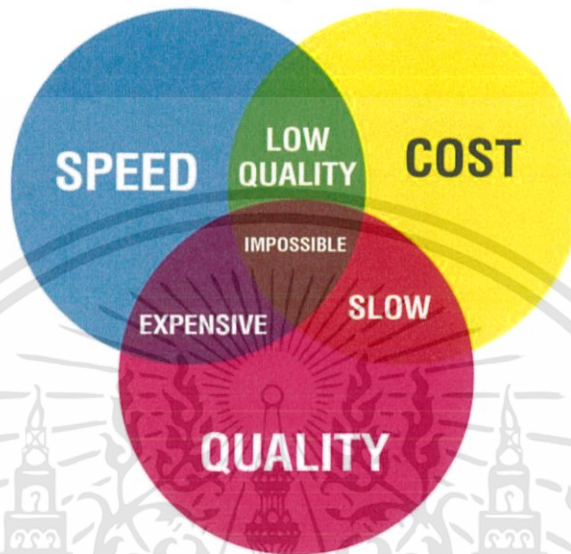 SPEED
LOW
QUALITY
COST
IMPOSSIBLE
EXPENSIVE
SLOW
QUALITY